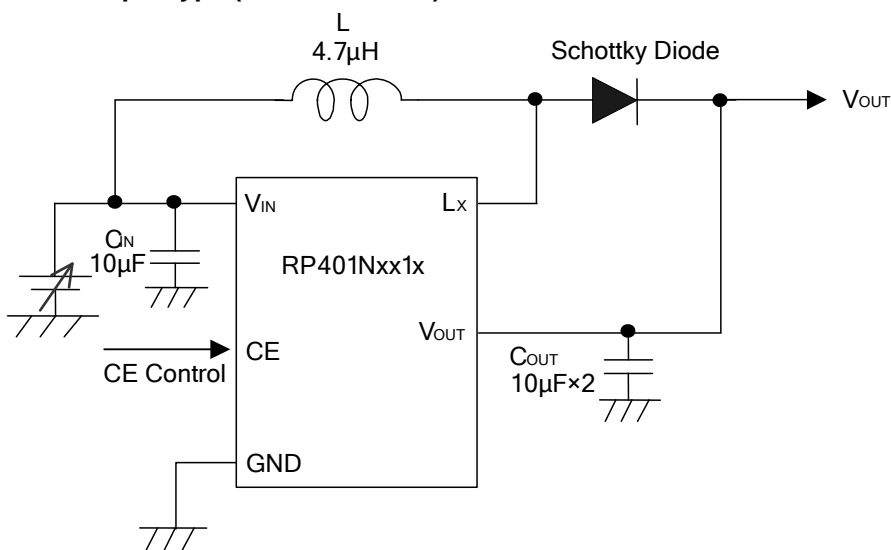 L
4.7µH
Schottky Diode
VOUT
VIN
LX
CIN
10µF
RP401Nxx1x
VOUT
CE
CE Control
COUT
10µF×2
GND